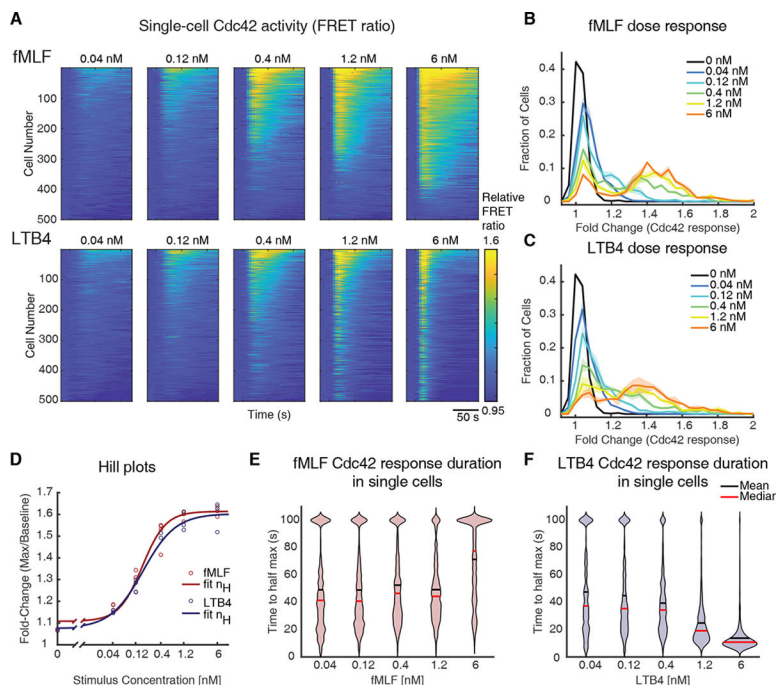 A
Single-cell Cdc42 activity (FRET ratio)
fMLF
0.04 nM 0.12 nM 0.4 nM 1.2 nM 6 nM
Cell Number
100
200
300
400
500
LTB4
0.04 nM 0.12 nM 0.4 nM 1.2 nM 6 nM
Cell Number
100
200
300
400
500
Time (s)
50 s
Relative
FRET
ratio
1.6
0.95
B
fMLF dose response
Fraction of Cells
0.4
0.3
0.2
0.1
0
0 nM
0.04 nM
0.12 nM
0.4 nM
1.2 nM
6 nM
1 1.2 1.4 1.6 1.8 2
Fold Change (Cdc42 response)
C
LTB4 dose response
Fraction of Cells
0.4
0.3
0.2
0.1
0
0 nM
0.04 nM
0.12 nM
0.4 nM
1.2 nM
6 nM
1 1.2 1.4 1.6 1.8 2
Fold Change (Cdc42 response)
D
Hill plots
Fold-Change (Max/Baseline)
1.7
1.6
1.5
1.4
1.3
1.2
1.1
1
fMLF
fit nH
LTB4
fit nH
0 0.04 0.12 0.4 1.2 6
Stimulus Concentration [nM]
E
fMLF Cdc42 response duration
in single cells
Time to half max (s)
100
80
60
40
20
0
0.04 0.12 0.4 1.2 6
fMLF [nM]
F
LTB4 Cdc42 response duration
in single cells
Mean
Median
Time to half max (s)
100
80
60
40
20
0
0.04 0.12 0.4 1.2 6
LTB4 [nM]